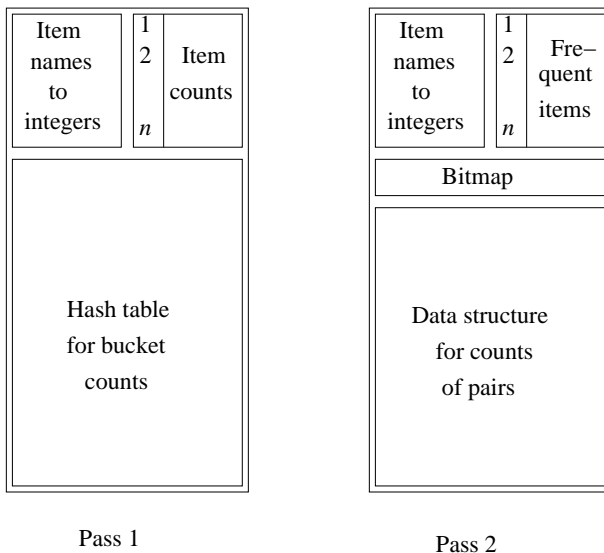 Item
names
to
integers
1
2
n
Item
counts
Hash table
for bucket
counts
Pass 1
Item
names
to
integers
1
2
n
Fre–
quent
items
Bitmap
Data structure
for counts
of pairs
Pass 2